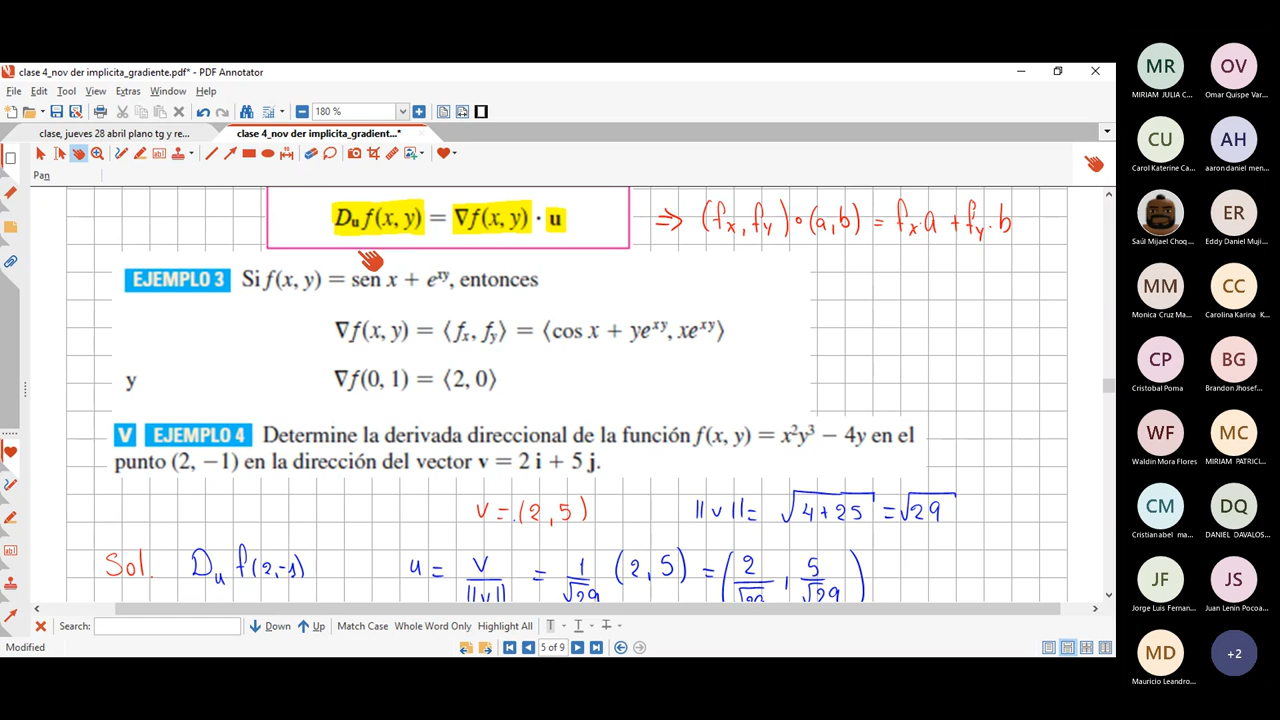 clase 4_nov der implicita_gradiente.pdf* - PDF Annotator
File Edit Tool View Extras Window Help
180 %
clase, jueves 28 abril plano tg y re...
clase 4_nov der implicita_gradient...*
Pan
D_u f(x, y) = ∇f(x, y) · u
⇒ (f_x, f_y) ∘ (a, b) = f_x·a + f_y·b
EJEMPLO 3 Si f(x, y) = sen x + e^{xy}, entonces
∇f(x, y) = ⟨f_x, f_y⟩ = ⟨cos x + ye^{xy}, xe^{xy}⟩
y ∇f(0, 1) = ⟨2, 0⟩
V EJEMPLO 4 Determine la derivada direccional de la función f(x, y) = x²y³ − 4y en el
punto (2, −1) en la dirección del vector v = 2 i + 5 j.
v = (2, 5) ||v|| = √4+25 = √29
Sol. D_u f(2,-1) u = v/||v|| = 1/√29 (2, 5) = (2/√29, 5/√29)
Search: Down Up Match Case Whole Word Only Highlight All
Modified
5 of 9
MR
MIRIAM JULIA C...
OV
Omar Quispe Var...
CU
Carol Katerine Ca...
AH
aaron daniel men...
Saúl Mijael Choq...
ER
Eddy Daniel Muji...
MM
Monica Cruz Ma...
CC
Carolina Karina K...
CP
Cristobal Poma
BG
Brandon Jhosef...
WF
Waldin Mora Flores
MC
MIRIAM PATRICI...
CM
Cristian abel ma...
DQ
DANIEL DAVALOS...
JF
Jorge Luis Fernan...
JS
Juan Lenin Pocoa...
MD
Mauricio Leandro...
+2